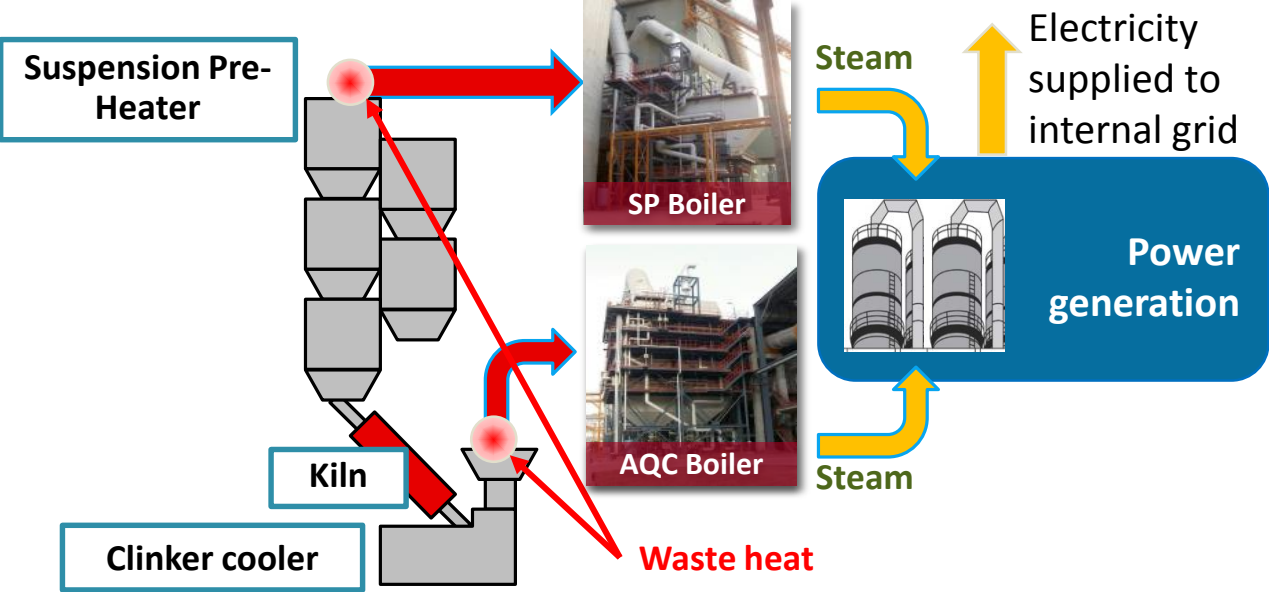 Suspension Pre-
Heater
SP Boiler
Steam
Electricity
supplied to
internal grid
Power
generation
AQC Boiler
Steam
Kiln
Clinker cooler
Waste heat